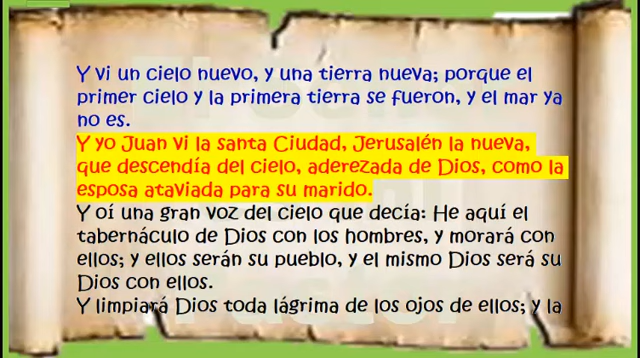 Y vi un cielo nuevo, y una tierra nueva; porque el
primer cielo y la primera tierra se fueron, y el mar ya
no es.
Y yo Juan vi la santa Ciudad, Jerusalén la nueva,
que descendía del cielo, aderezada de Dios, como la
esposa ataviada para su marido.
Y oí una gran voz del cielo que decía: He aquí el
tabernáculo de Dios con los hombres, y morará con
ellos; y ellos serán su pueblo, y el mismo Dios será su
Dios con ellos.
Y limpiará Dios toda lágrima de los ojos de ellos; y la